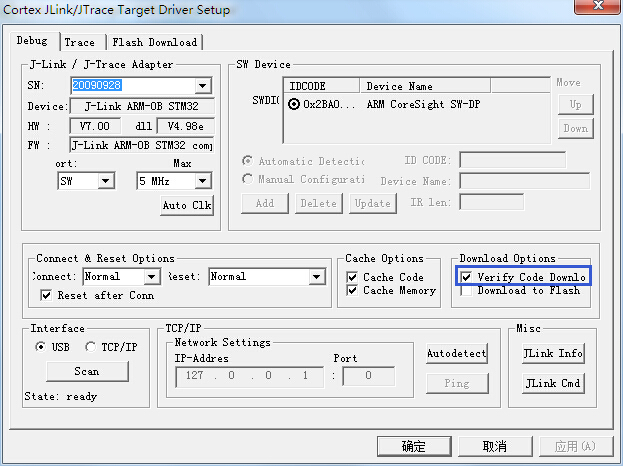 Cortex JLink/JTrace Target Driver Setup
Debug
Trace
Flash Download
J-Link / J-Trace Adapter
SN:
20090928
Device:
J-Link ARM-OB STM32
HW :
V7.00
dll
V4.98e
FW :
J-Link ARM-OB STM32 comp
ort:
Max
SW
5 MHz
Auto Clk
SW Device
IDCODE
Device Name
SWDIO
0x2BA0...
ARM CoreSight SW-DP
Move
Up
Down
Automatic Detectio
Manual Configurati
ID CODE:
Device Name:
Add
Delete
Update
IR len:
Connect & Reset Options
Connect:
Normal
Reset:
Normal
Reset after Conn
Cache Options
Cache Code
Cache Memory
Download Options
Verify Code Downlo
Download to Flash
Interface
USB
TCP/IP
Scan
State: ready
TCP/IP
Network Settings
IP-Addres
Port
127 . 0 . 0 . 1
:
0
Autodetect
Ping
Misc
JLink Info
JLink Cmd
确定
取消
应用(A)